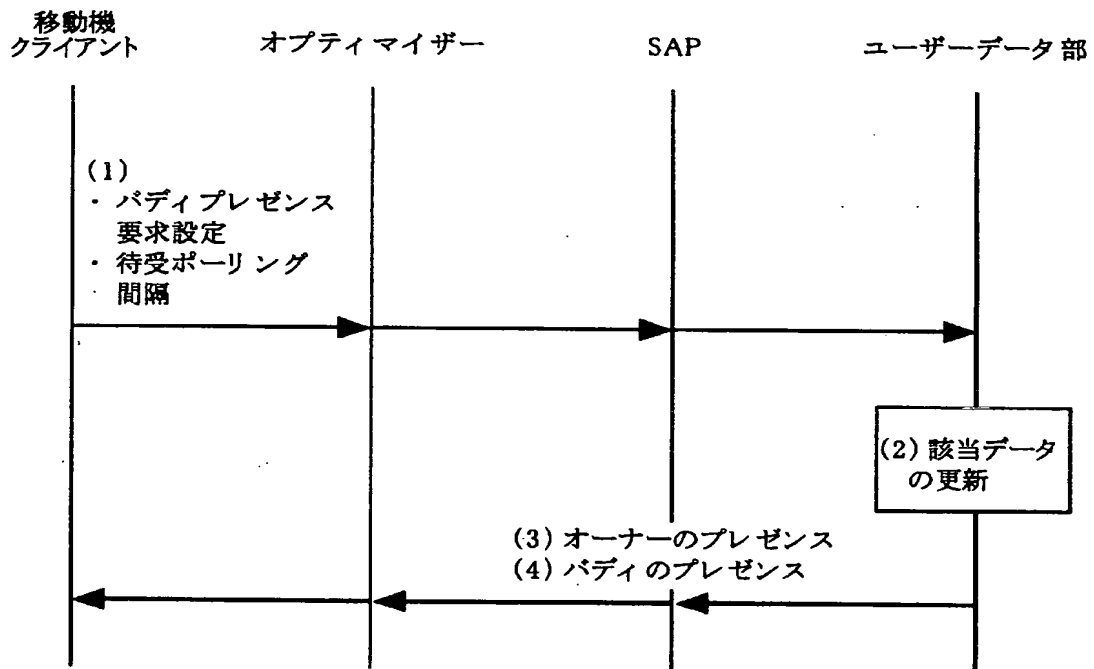 移動機
クライアント
オプティマイザー
SAP
ユーザーデータ部
(1)
・バディプレゼンス
要求設定
・待受ポーリング
間隔
(2)該当データ
の更新
(3)オーナーのプレゼンス
(4)バディのプレゼンス